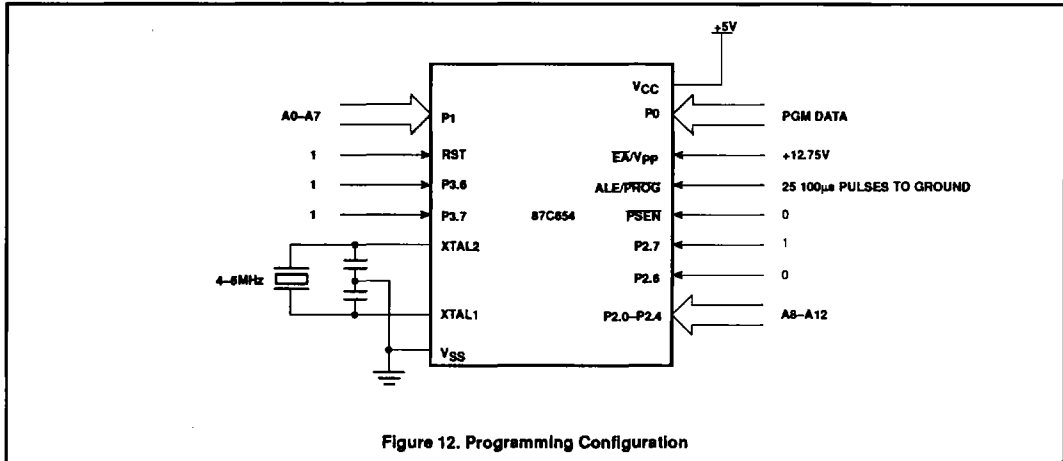 +5V
VCC
A0–A7
P1
P0
PGM DATA
1
RST
EA/VPP
+12.75V
1
P3.6
ALE/PROG
25 100μs PULSES TO GROUND
1
P3.7
87C654
PSEN
0
XTAL2
P2.7
1
4–6MHz
P2.6
0
XTAL1
P2.0–P2.4
A8–A12
VSS
Figure 12. Programming Configuration